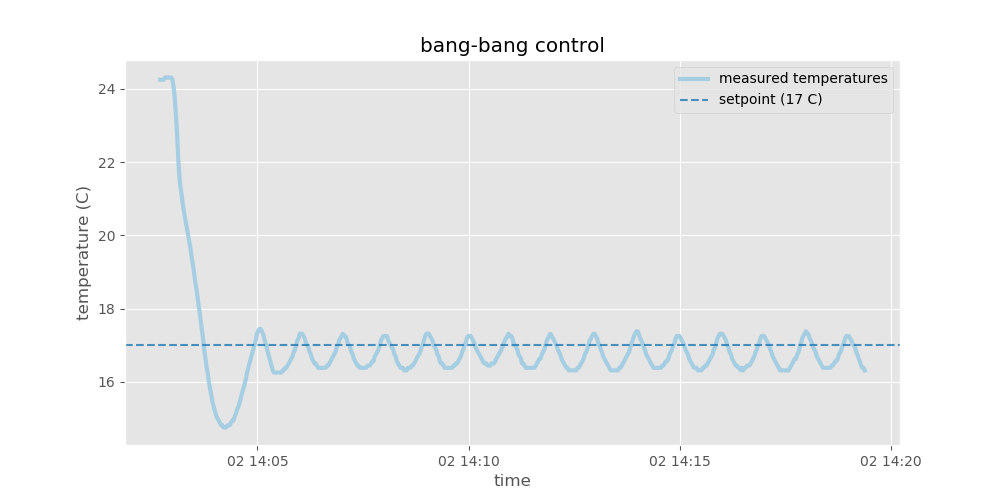 bang-bang control
measured temperatures
setpoint (17 C)
temperature (C)
24
22
20
18
16
02 14:05
02 14:10
02 14:15
02 14:20
time